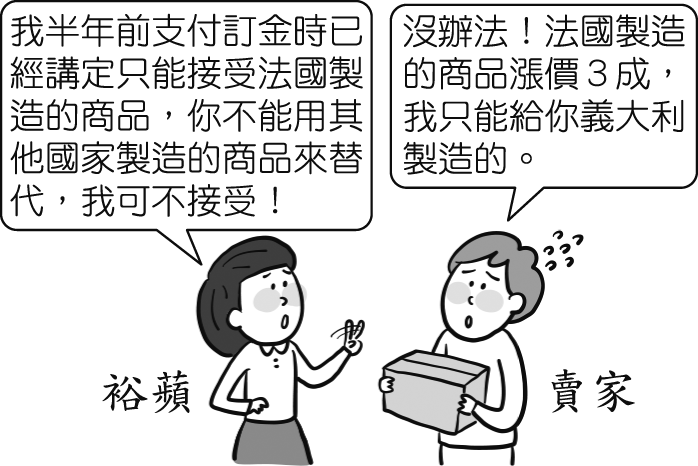 我半年前支付訂金時已
經講定只能接受法國製
造的商品，你不能用其
他國家製造的商品來替
代，我可不接受！
沒辦法！法國製造
的商品漲價3成，
我只能給你義大利
製造的。
裕蘋
賣家